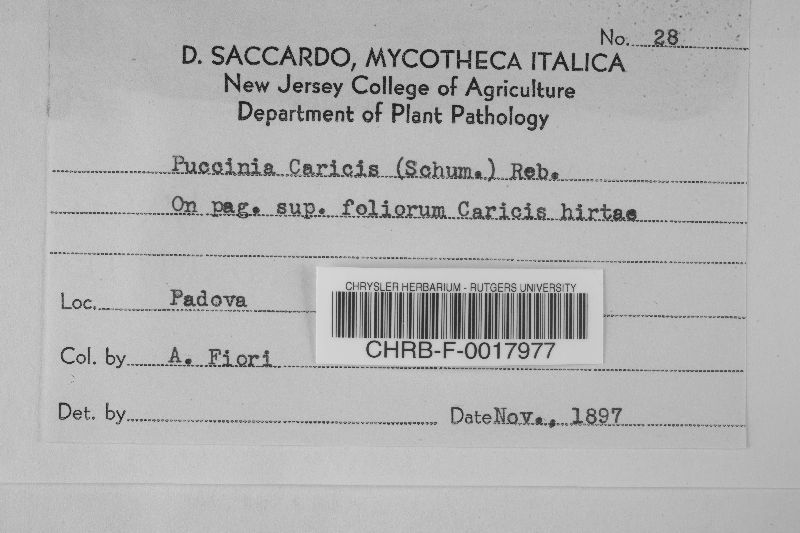 No. 28
D. SACCARDO, MYCOTHECA ITALICA
New Jersey College of Agriculture
Department of Plant Pathology
Puccinia Caricis (Schum.) Reb.
On pag. sup. foliorum Caricis hirtae
Loc. Padova
CHRYSLER HERBARIUM - RUTGERS UNIVERSITY
CHRB-F-0017977
Col. by A. Fiori
Det. by Date Nov., 1897